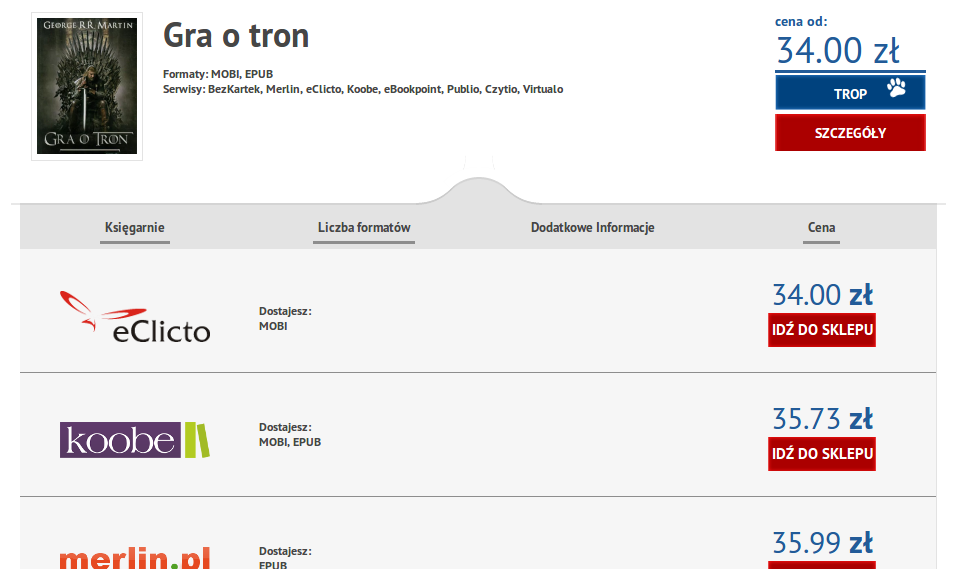 GEORGE R.R. MARTIN
GRA O TRON
Gra o tron
Formaty: MOBI, EPUB
Serwisy: BezKartek, Merlin, eClicto, Koobe, eBookpoint, Publio, Czytio, Virtualo
cena od:
34.00 zł
TROP
SZCZEGÓŁY
Księgarnie Liczba formatów Dodatkowe Informacje Cena
eClicto
Dostajesz:
MOBI
34.00 zł
IDŹ DO SKLEPU
koobe
Dostajesz:
MOBI, EPUB
35.73 zł
IDŹ DO SKLEPU
merlin.pl
Dostajesz:
EPUB
35.99 zł